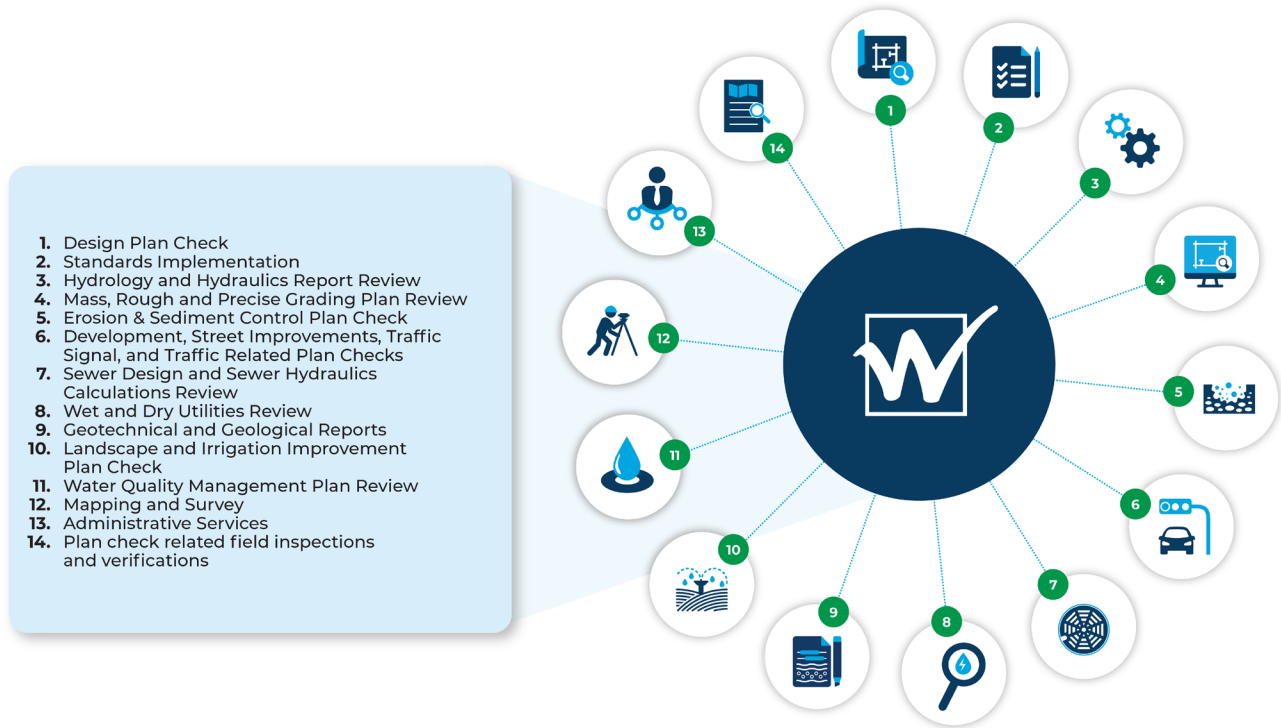 1. Design Plan Check
2. Standards Implementation
3. Hydrology and Hydraulics Report Review
4. Mass, Rough and Precise Grading Plan Review
5. Erosion & Sediment Control Plan Check
6. Development, Street Improvements, Traffic
Signal, and Traffic Related Plan Checks
7. Sewer Design and Sewer Hydraulics
Calculations Review
8. Wet and Dry Utilities Review
9. Geotechnical and Geological Reports
10. Landscape and Irrigation Improvement
Plan Check
11. Water Quality Management Plan Review
12. Mapping and Survey
13. Administrative Services
14. Plan check related field inspections
and verifications
1
2
3
4
5
6
7
8
9
10
11
12
13
14
W